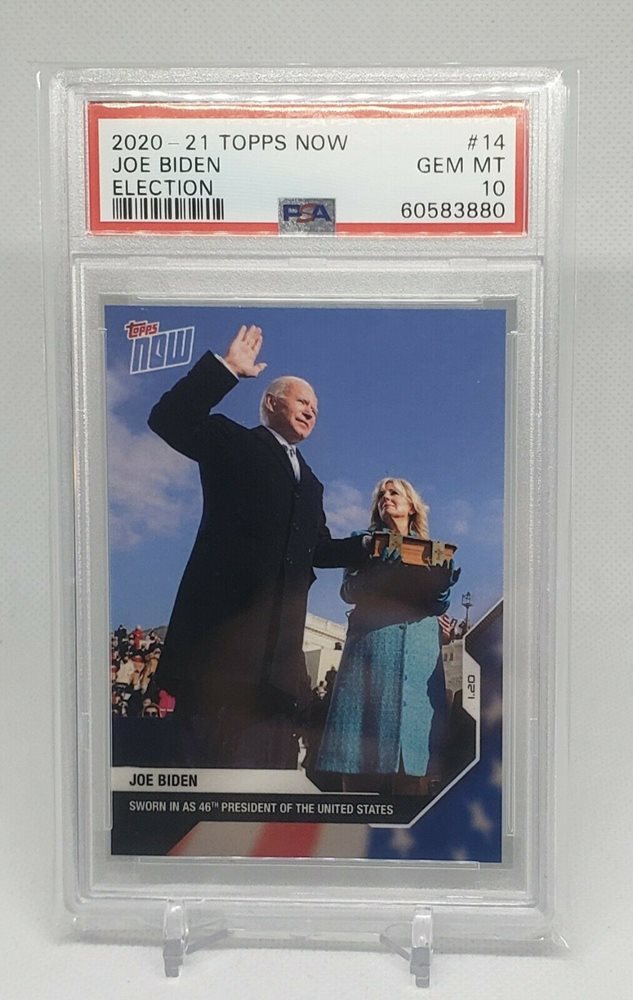 2020-21 TOPPS NOW #14
JOE BIDEN GEM MT
ELECTION 10
PSA 60583880
TOPPS
NOW
1.20
JOE BIDEN
SWORN IN AS 46TH PRESIDENT OF THE UNITED STATES